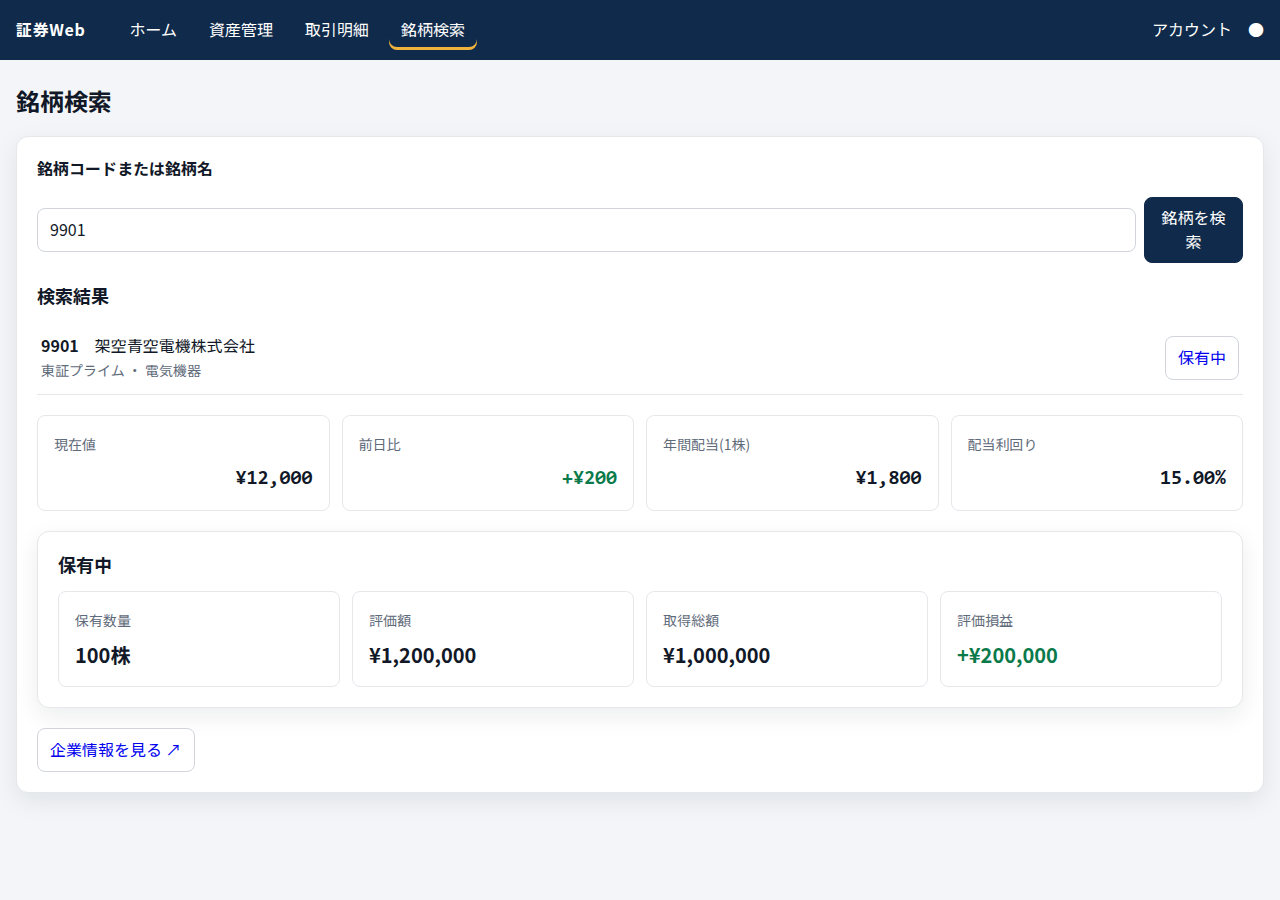 証券Web ホーム 資産管理 取引明細 銘柄検索 アカウント
銘柄検索
銘柄コードまたは銘柄名
9901
銘柄を検
索
検索結果
9901 架空青空電機株式会社
東証プライム ・ 電気機器
保有中
現在値 前日比 年間配当(1株) 配当利回り
¥12,000 +¥200 ¥1,800 15.00%
保有中
保有数量 評価額 取得総額 評価損益
100株 ¥1,200,000 ¥1,000,000 +¥200,000
企業情報を見る ↗